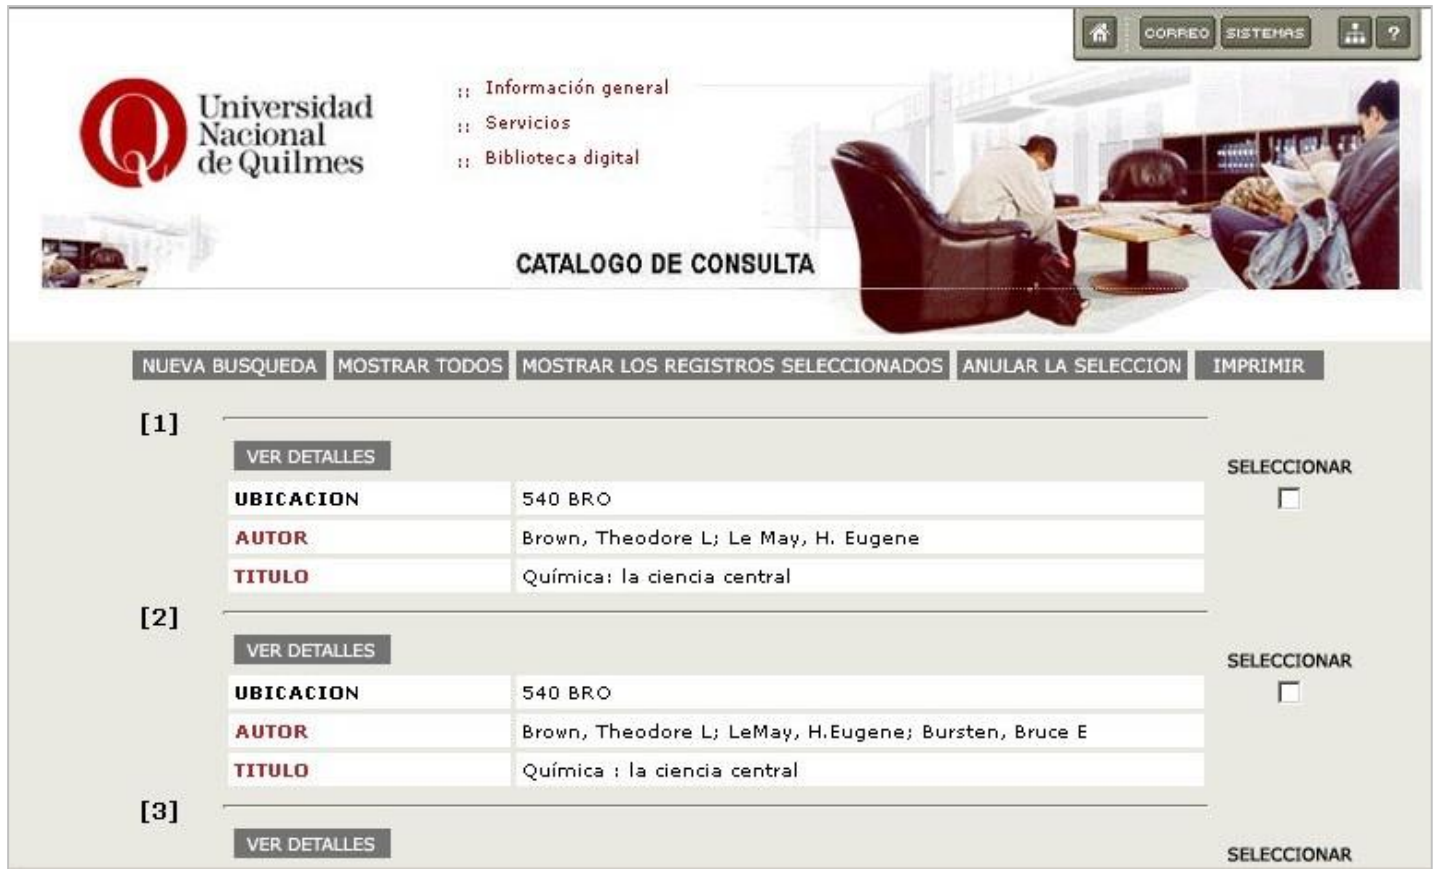 CORREO SISTEMAS ?
Universidad
Nacional
de Quilmes
:: Información general
:: Servicios
:: Biblioteca digital
CATALOGO DE CONSULTA
NUEVA BUSQUEDA MOSTRAR TODOS MOSTRAR LOS REGISTROS SELECCIONADOS ANULAR LA SELECCION IMPRIMIR
[1]
VER DETALLES
SELECCIONAR
UBICACION 540 BRO
AUTOR Brown, Theodore L; Le May, H. Eugene
TITULO Química: la ciencia central
[2]
VER DETALLES
SELECCIONAR
UBICACION 540 BRO
AUTOR Brown, Theodore L; LeMay, H.Eugene; Bursten, Bruce E
TITULO Química : la ciencia central
[3]
VER DETALLES
SELECCIONAR